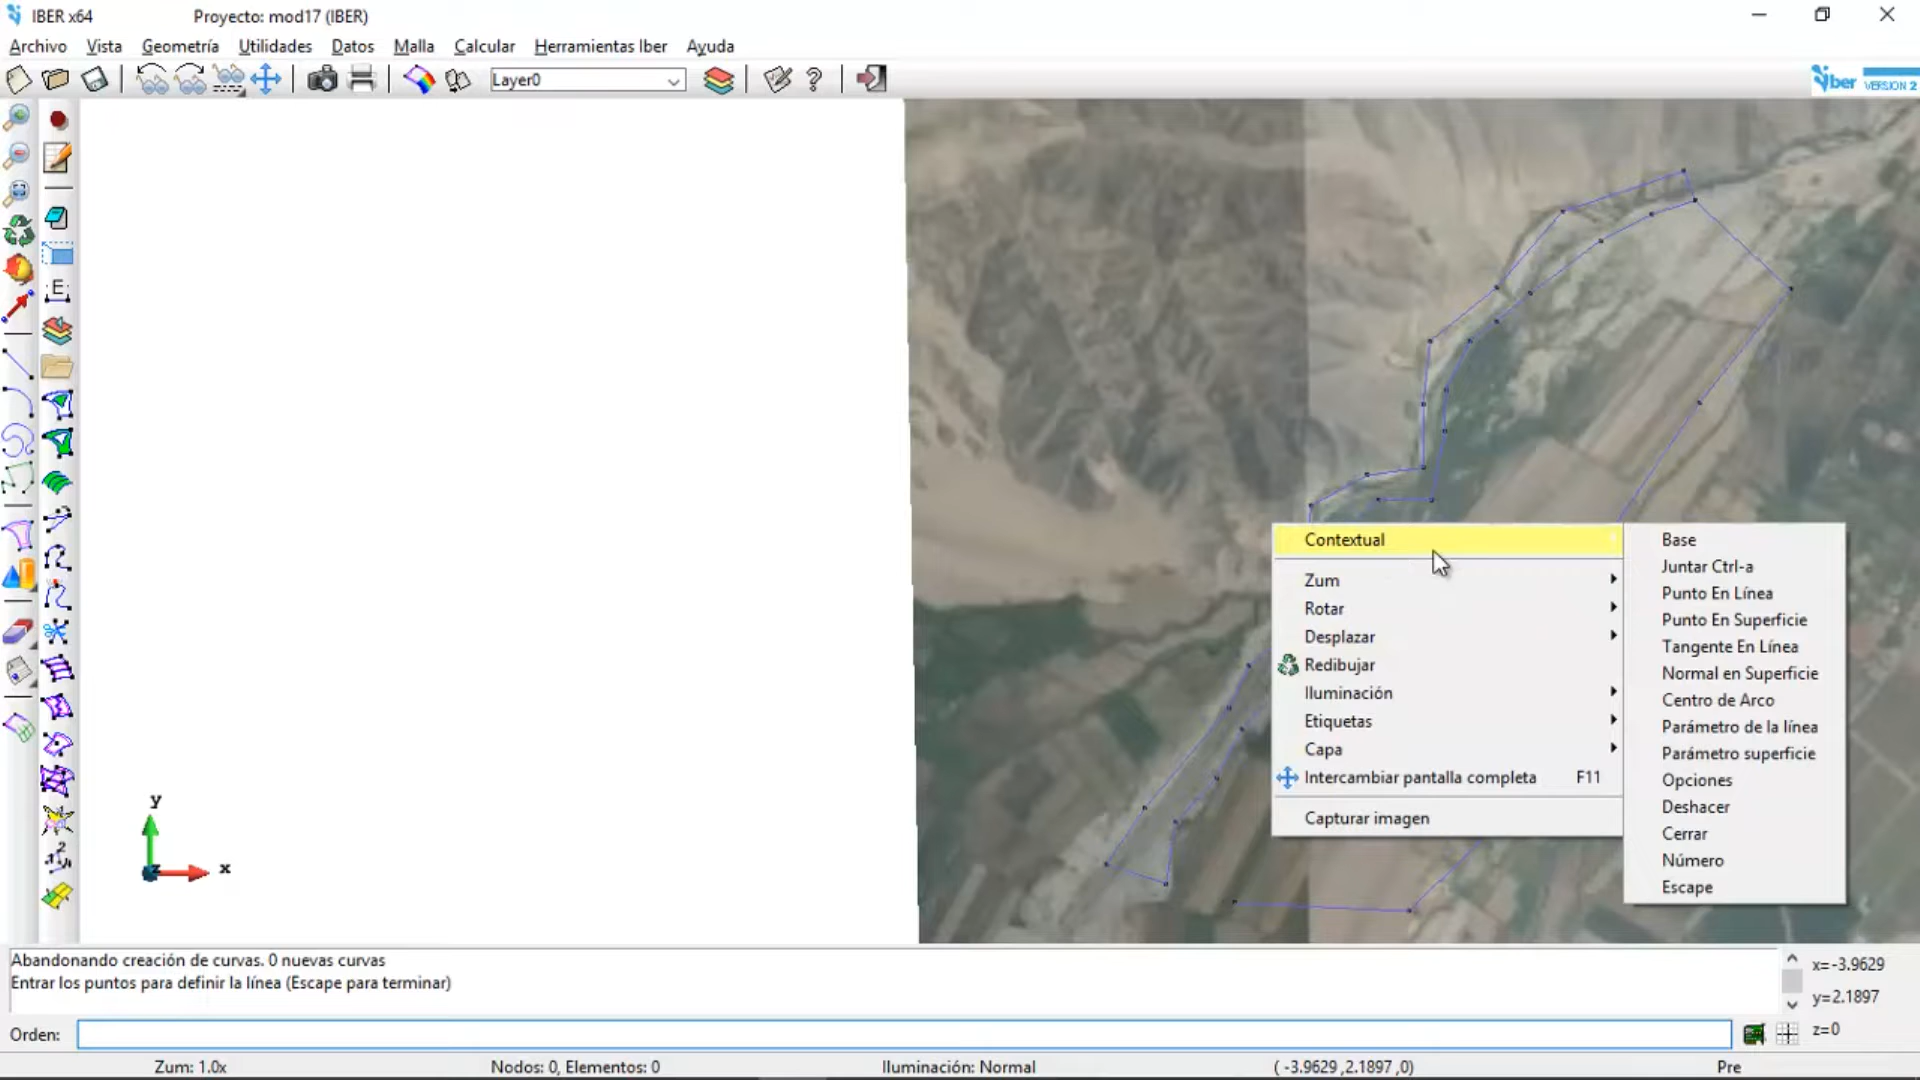 IBER x64
Proyecto: mod17 (IBER)
Archivo Vista Geometría Utilidades Datos Malla Calcular Herramientas Iber Ayuda
Layer0
iber VERSION 2
E
Contextual
Zum
Rotar
Desplazar
Redibujar
Iluminación
Etiquetas
Capa
Intercambiar pantalla completa F11
Capturar imagen
Base
Juntar Ctrl-a
Punto En Línea
Punto En Superficie
Tangente En Línea
Normal en Superficie
Centro de Arco
Parámetro de la línea
Parámetro superficie
Opciones
Deshacer
Cerrar
Número
Escape
y
z
x
Abandonando creación de curvas. 0 nuevas curvas
Entrar los puntos para definir la línea (Escape para terminar)
x=-3.9629
y=2.1897
z=0
Orden:
Zum: 1.0x
Nodos: 0, Elementos: 0
Iluminación: Normal
( -3.9629 ,2.1897 ,0)
Pre